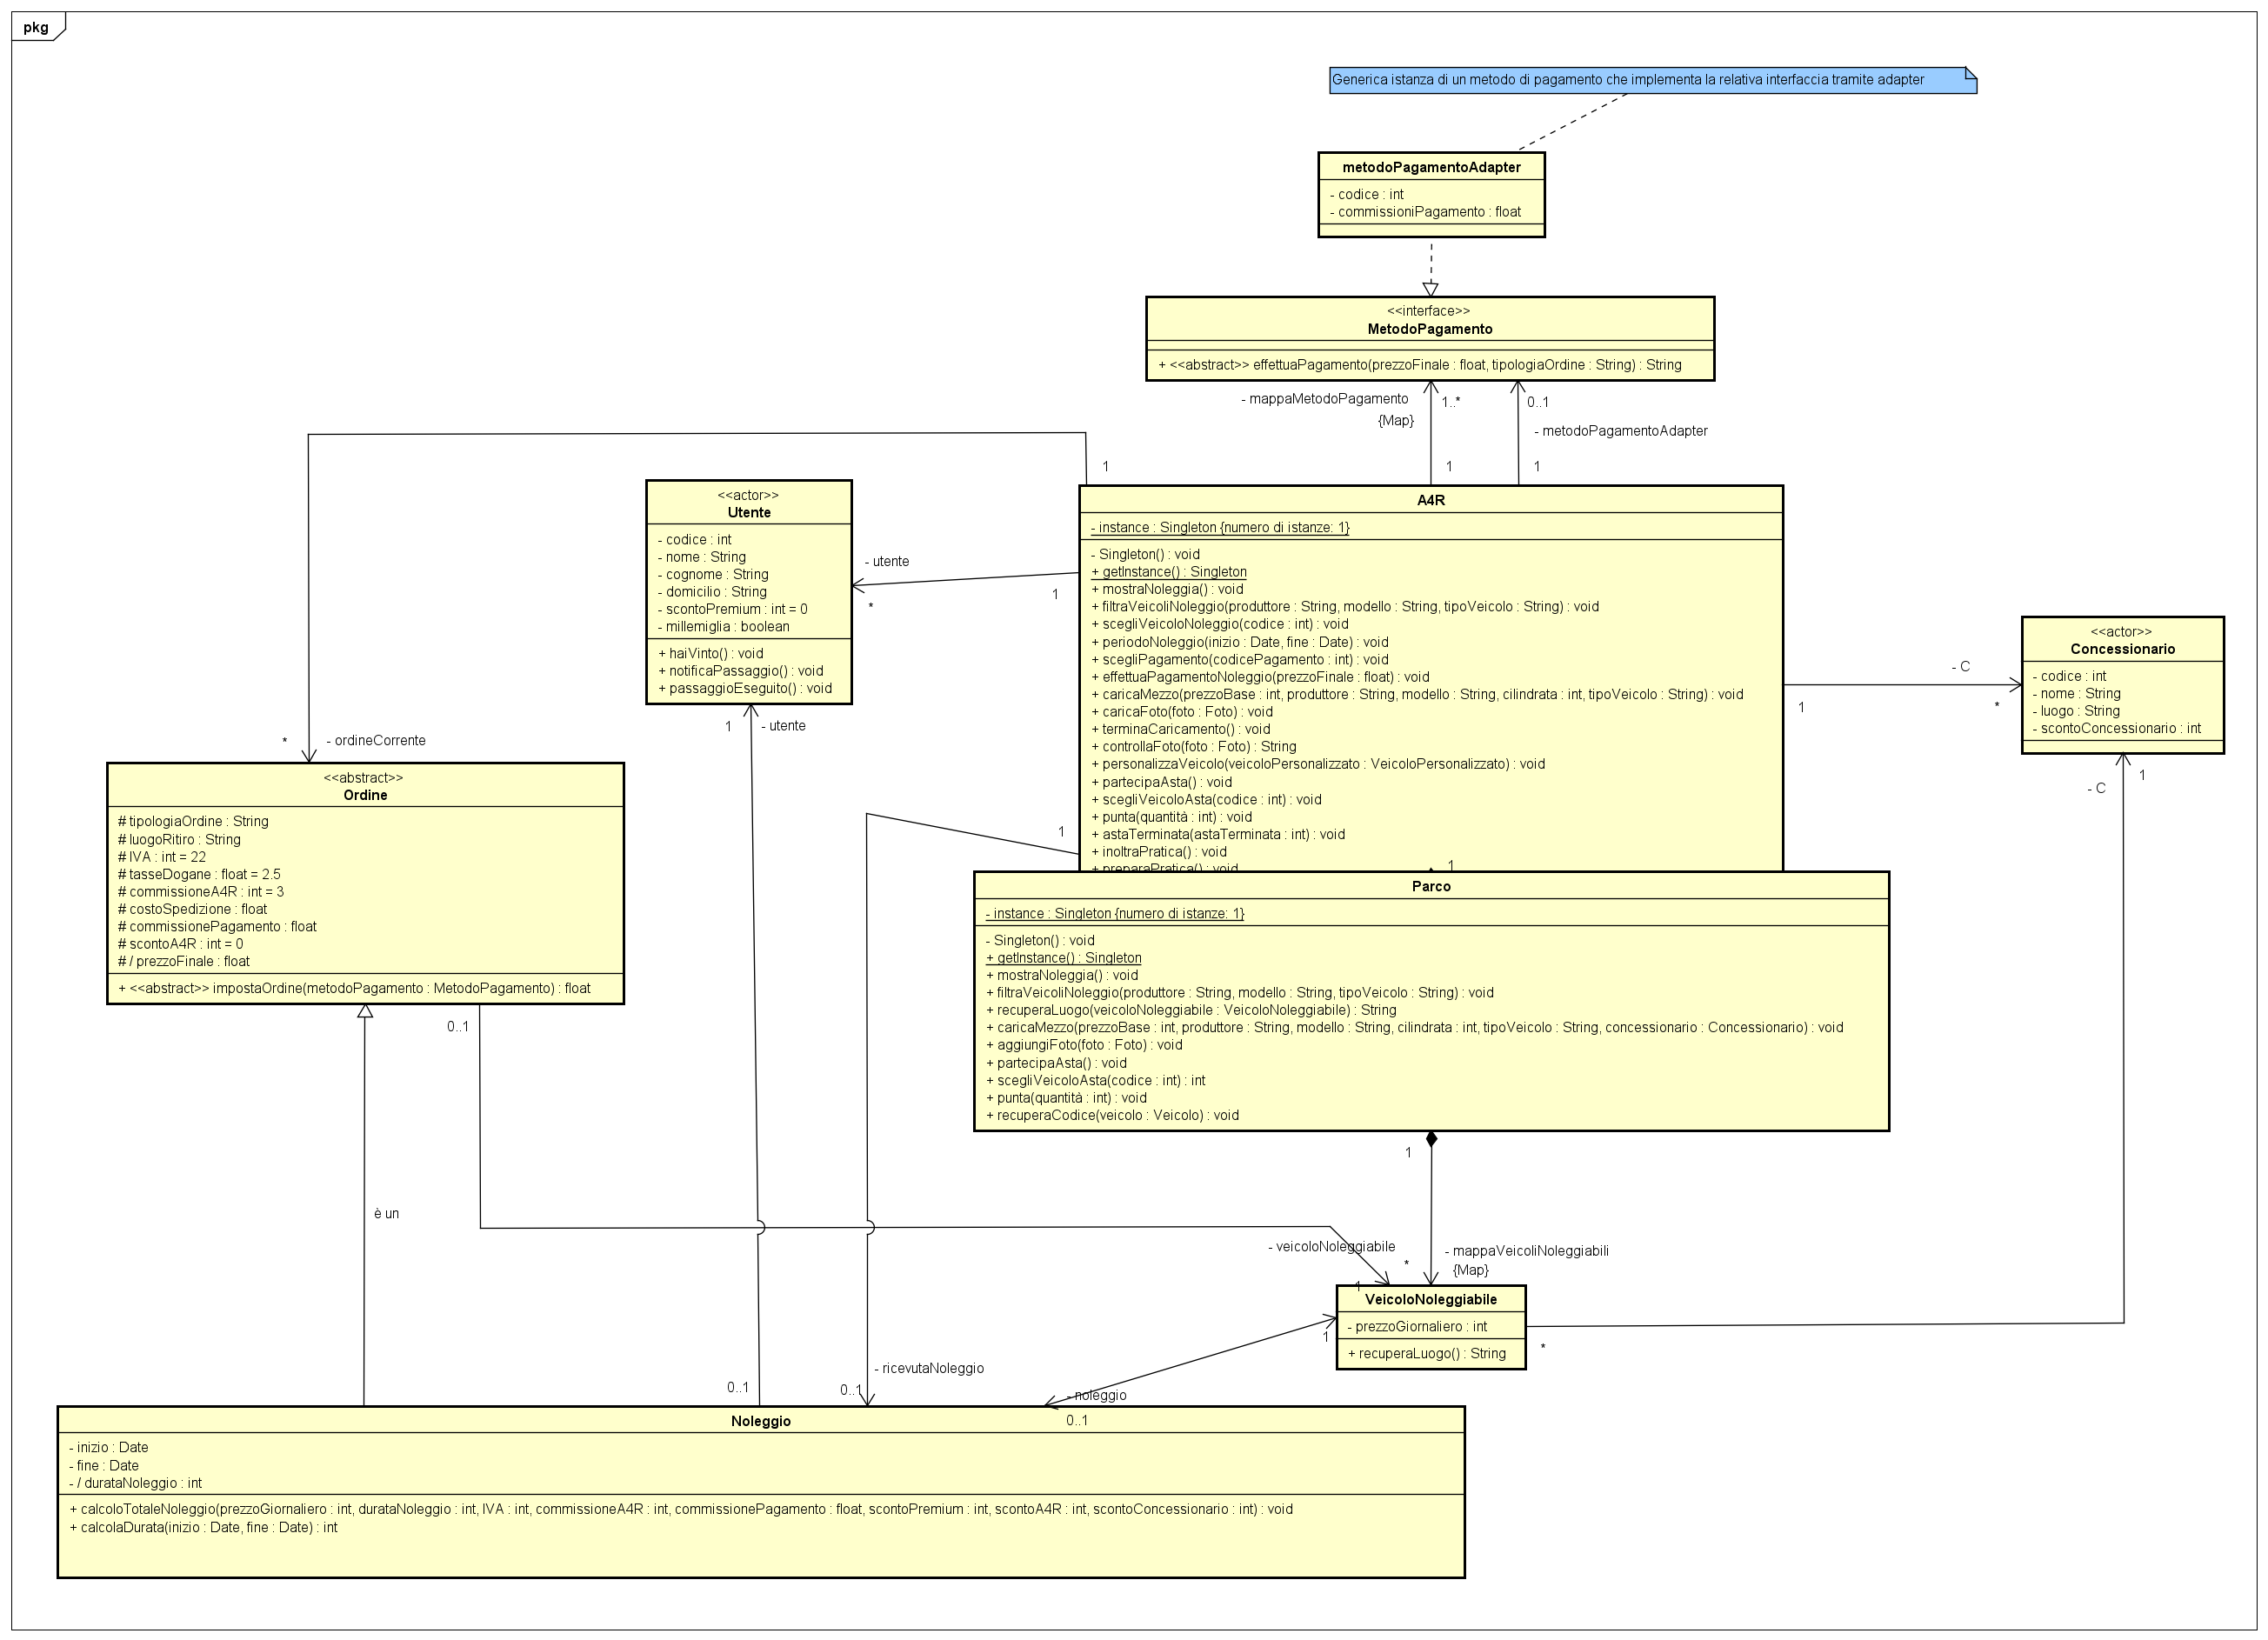 pkg
Generica istanza di un metodo di pagamento che implementa la relativa interfaccia tramite adapter
metodoPagamentoAdapter
- codice : int
- commissioniPagamento : float
<<interface>>
MetodoPagamento
+ <<abstract>> effettuaPagamento(prezzoFinale : float, tipologiaOrdine : String) : String
- mappaMetodoPagamento
{Map}
1..*
0..1
- metodoPagamentoAdapter
1
1
1
A4R
- instance : Singleton {numero di istanze: 1}
- Singleton() : void
+ getInstance() : Singleton
+ mostraNoleggia() : void
+ filtraVeicoliNoleggio(produttore : String, modello : String, tipoVeicolo : String) : void
+ scegliVeicoloNoleggio(codice : int) : void
+ periodoNoleggio(inizio : Date, fine : Date) : void
+ scegliPagamento(codicePagamento : int) : void
+ effettuaPagamentoNoleggio(prezzoFinale : float) : void
+ caricaMezzo(prezzoBase : int, produttore : String, modello : String, cilindrata : int, tipoVeicolo : String) : void
+ caricaFoto(foto : Foto) : void
+ terminaCaricamento() : void
+ controllaFoto(foto : Foto) : String
+ personalizzaVeicolo(veicoloPersonalizzato : VeicoloPersonalizzato) : void
+ partecipaAsta() : void
+ scegliVeicoloAsta(codice : int) : void
+ punta(quantità : int) : void
+ astaTerminata(astaTerminata : int) : void
+ inoltraPratica() : void
+ preparaPratica() : void
<<actor>>
Utente
- codice : int
- nome : String
- cognome : String
- domicilio : String
- scontoPremium : int = 0
- millemiglia : boolean
+ haiVinto() : void
+ notificaPassaggio() : void
+ passaggioEseguito() : void
- utente
*
1
1
- utente
<<actor>>
Concessionario
- codice : int
- nome : String
- luogo : String
- scontoConcessionario : int
- C
*
1
- C
1
*
- ordineCorrente
<<abstract>>
Ordine
# tipologiaOrdine : String
# luogoRitiro : String
# IVA : int = 22
# tasseDogane : float = 2.5
# commissioneA4R : int = 3
# costoSpedizione : float
# commissionePagamento : float
# scontoA4R : int = 0
# / prezzoFinale : float
+ <<abstract>> impostaOrdine(metodoPagamento : MetodoPagamento) : float
1
1
Parco
- instance : Singleton {numero di istanze: 1}
- Singleton() : void
+ getInstance() : Singleton
+ mostraNoleggia() : void
+ filtraVeicoliNoleggio(produttore : String, modello : String, tipoVeicolo : String) : void
+ recuperaLuogo(veicoloNoleggiabile : VeicoloNoleggiabile) : String
+ caricaMezzo(prezzoBase : int, produttore : String, modello : String, cilindrata : int, tipoVeicolo : String, concessionario : Concessionario) : void
+ aggiungiFoto(foto : Foto) : void
+ partecipaAsta() : void
+ scegliVeicoloAsta(codice : int) : int
+ punta(quantità : int) : void
+ recuperaCodice(veicolo : Veicolo) : void
0..1
1
è un
- veicoloNoleggiabile
*
- mappaVeicoliNoleggiabili
{Map}
1
VeicoloNoleggiabile
- prezzoGiornaliero : int
+ recuperaLuogo() : String
1
*
- ricevutaNoleggio
0..1
0..1
- noleggio
0..1
Noleggio
- inizio : Date
- fine : Date
- / durataNoleggio : int
+ calcoloTotaleNoleggio(prezzoGiornaliero : int, durataNoleggio : int, IVA : int, commissioneA4R : int, commissionePagamento : float, scontoPremium : int, scontoA4R : int, scontoConcessionario : int) : void
+ calcolaDurata(inizio : Date, fine : Date) : int